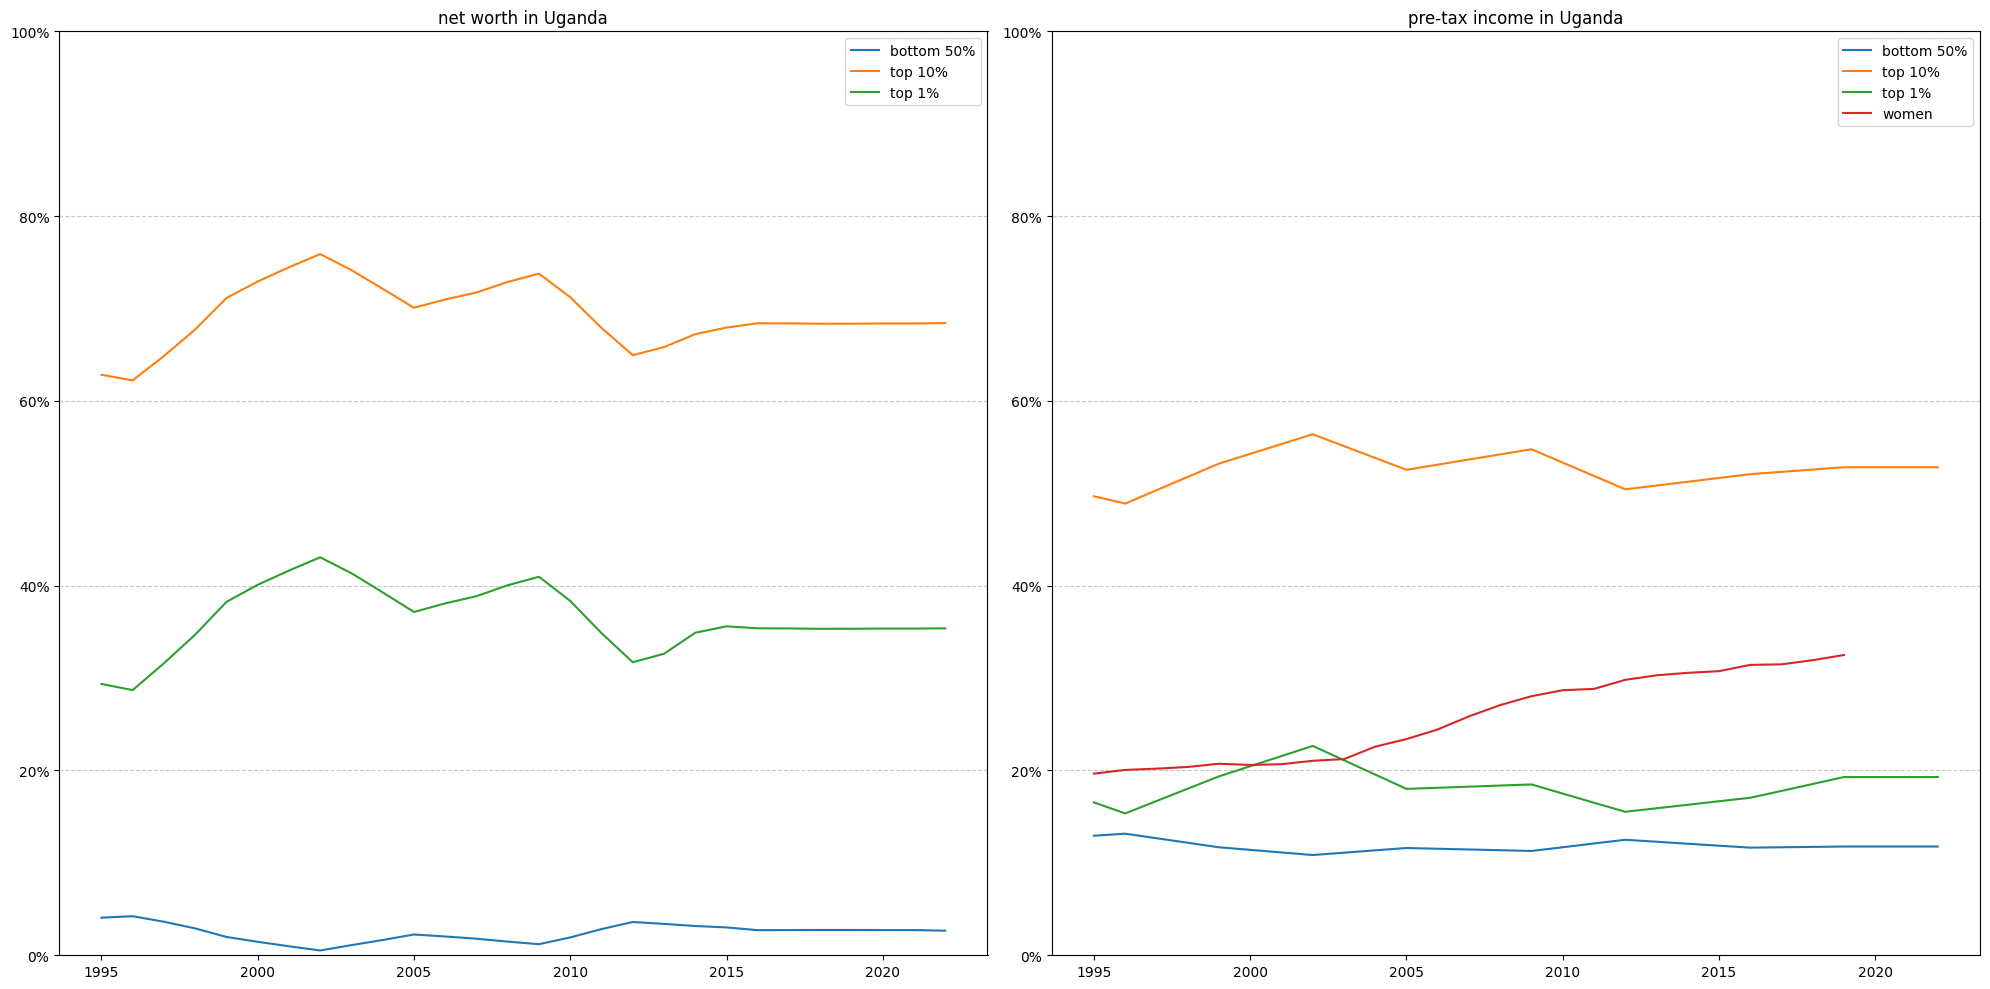 net worth in Uganda
100%
80%
60%
40%
20%
0%
1995 2000 2005 2010 2015 2020
bottom 50%
top 10%
top 1%
pre-tax income in Uganda
100%
80%
60%
40%
20%
0%
1995 2000 2005 2010 2015 2020
bottom 50%
top 10%
top 1%
women